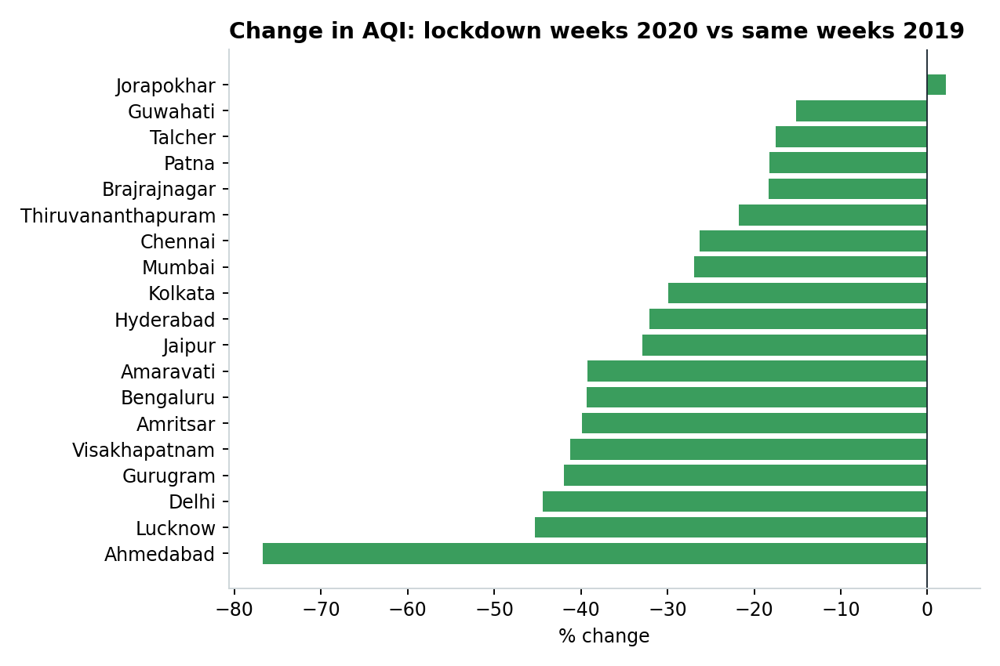 Change in AQI: lockdown weeks 2020 vs same weeks 2019
Jorapokhar
Guwahati
Talcher
Patna
Brajrajnagar
Thiruvananthapuram
Chennai
Mumbai
Kolkata
Hyderabad
Jaipur
Amaravati
Bengaluru
Amritsar
Visakhapatnam
Gurugram
Delhi
Lucknow
Ahmedabad
−80 −70 −60 −50 −40 −30 −20 −10 0
% change